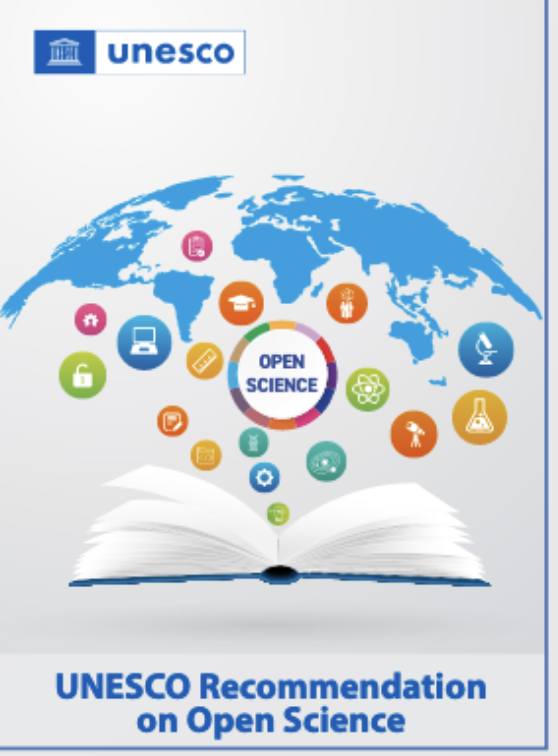 unesco
OPEN
SCIENCE
UNESCO Recommendation
on Open Science